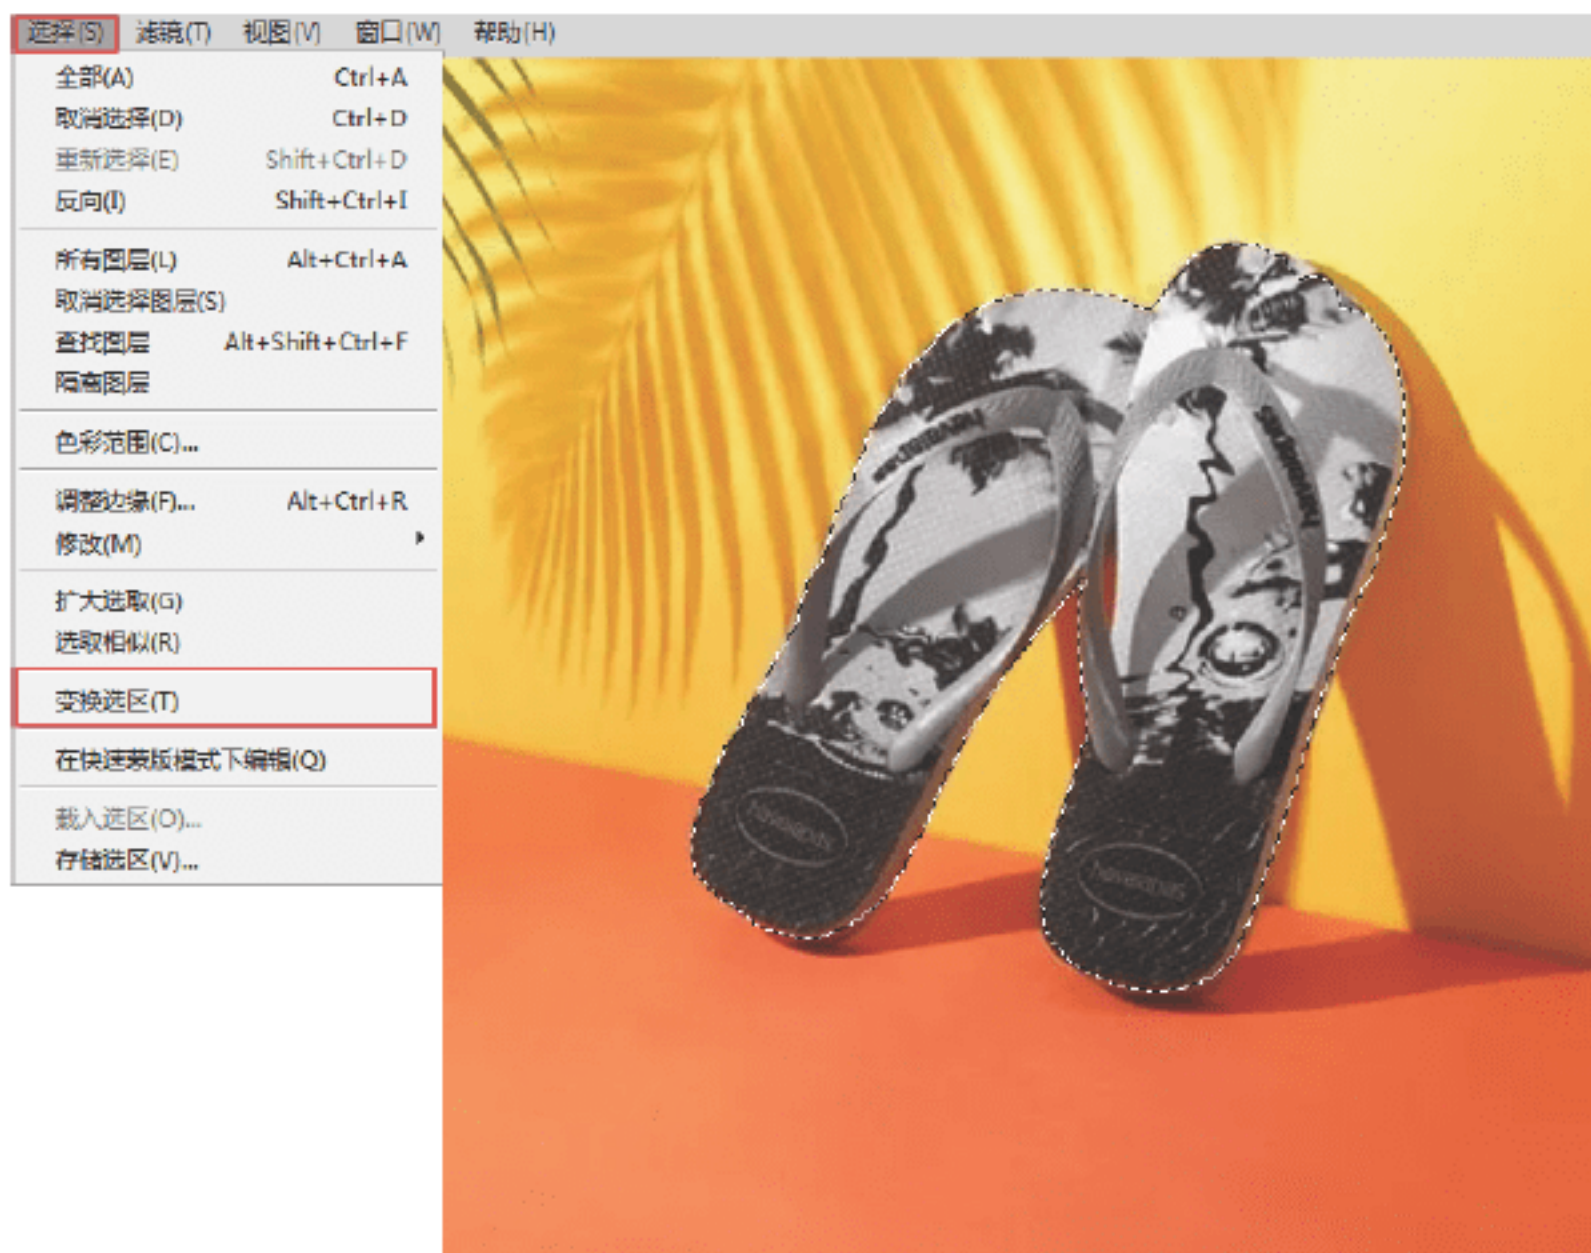 选择(S) 滤镜(T) 视图(V) 窗口(W) 帮助(H)
全部(A) Ctrl+A
取消选择(D) Ctrl+D
重新选择(E) Shift+Ctrl+D
反向(I) Shift+Ctrl+I
所有图层(L) Alt+Ctrl+A
取消选择图层(S)
查找图层 Alt+Shift+Ctrl+F
隔离图层
色彩范围(C)...
调整边缘(F)... Alt+Ctrl+R
修改(M)
扩大选取(G)
选取相似(R)
变换选区(T)
在快速蒙版模式下编辑(Q)
载入选区(O)...
存储选区(V)...
havaianas
havaianas
havaianas
havaianas